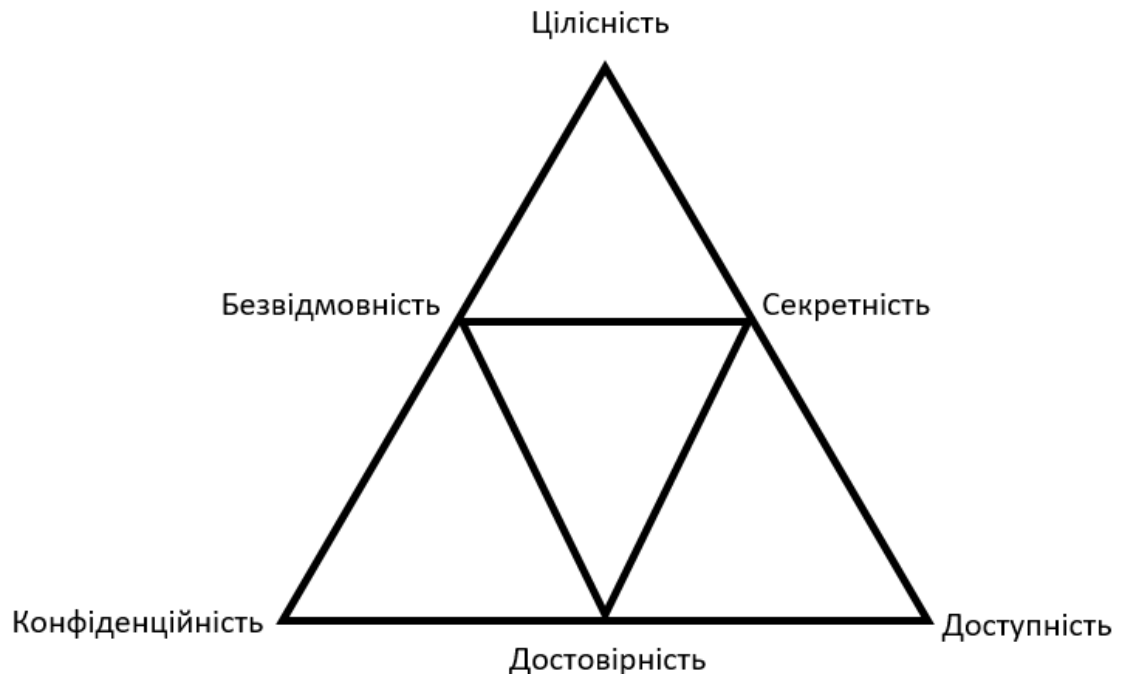 Цілісність
Безвідмовність
Секретність
Конфіденційність
Доступність
Достовірність